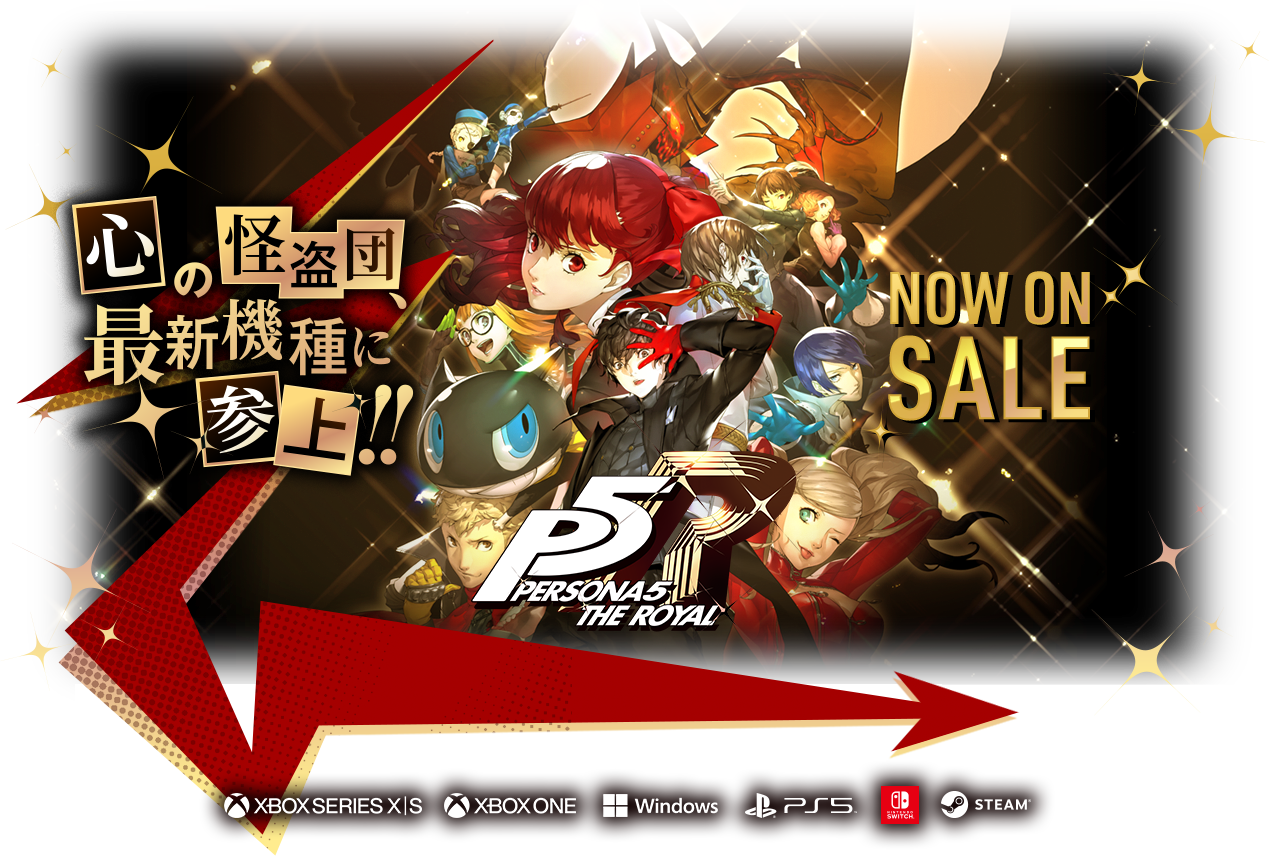 心の怪盗団、
最新機種に
参上!!
NOW ON
SALE
P5R
PERSONA5
THE ROYAL
XBOX SERIES X|S XBOX ONE Windows PS5 NINTENDO SWITCH STEAM